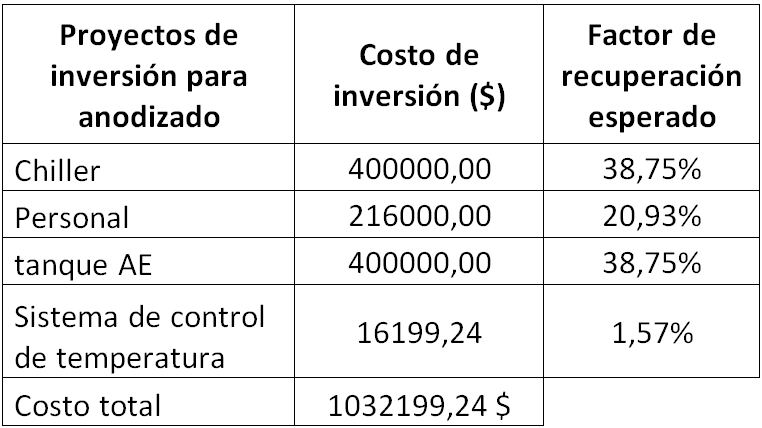 Proyectos de inversión para anodizado
Costo de inversión ($)
Factor de recuperación esperado
Chiller 400000,00 38,75%
Personal 216000,00 20,93%
tanque AE 400000,00 38,75%
Sistema de control de temperatura 16199,24 1,57%
Costo total 1032199,24 $